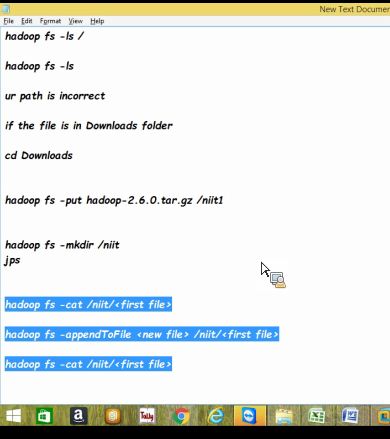 New Text Documen
File Edit Format View Help
hadoop fs -ls /
hadoop fs -ls
ur path is incorrect
if the file is in Downloads folder
cd Downloads
hadoop fs -put hadoop-2.6.0.tar.gz /niit1
hadoop fs -mkdir /niit
jps
hadoop fs -cat /niit/<first file>
hadoop fs -appendToFile <new file> /niit/<first file>
hadoop fs -cat /niit/<first file>
Tally